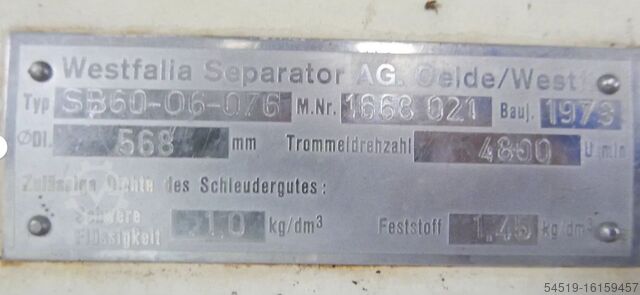 Westfalia Separator AG. Oelde/Westf
Typ SB60-06-076 M.Nr. 1668 021 Bauj. 1973
ØDI. 568 mm Trommeldrehzahl 4800 U/min
Zulässige Dichte des Schleudergutes:
Schwere Flüssigkeit 1.0 kg/dm³ Feststoff 1.45 kg/dm³
54519-16159457